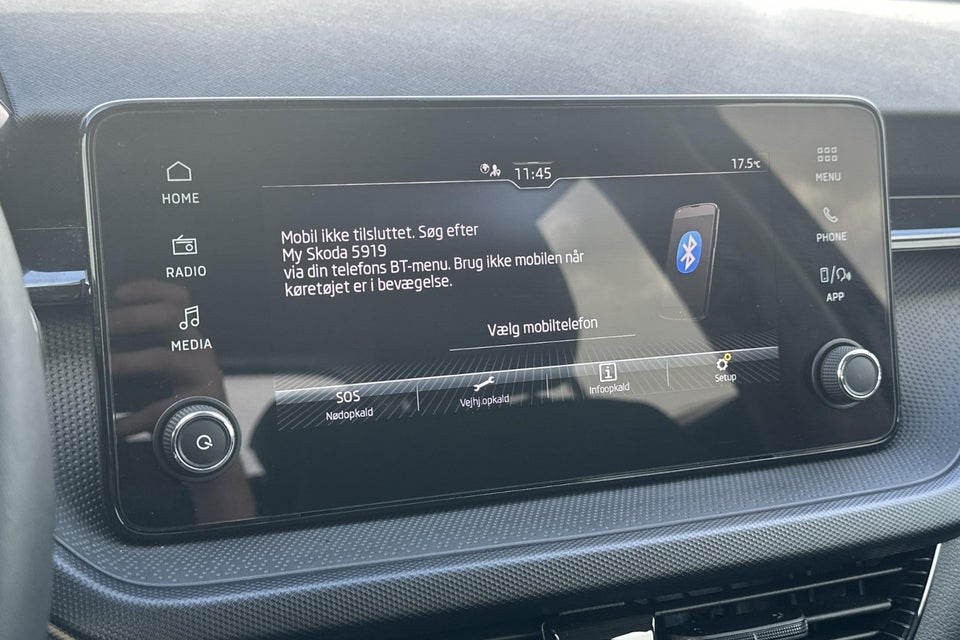 11:45
17.5°C
HOME
RADIO
MEDIA
Mobil ikke tilsluttet. Søg efter
My Skoda 5919
via din telefons BT-menu. Brug ikke mobilen når
køretøjet er i bevægelse.
Vælg mobiltelefon
SOS
Nødopkald
Vejhj.opkald
Infoopkald
Setup
MENU
PHONE
APP